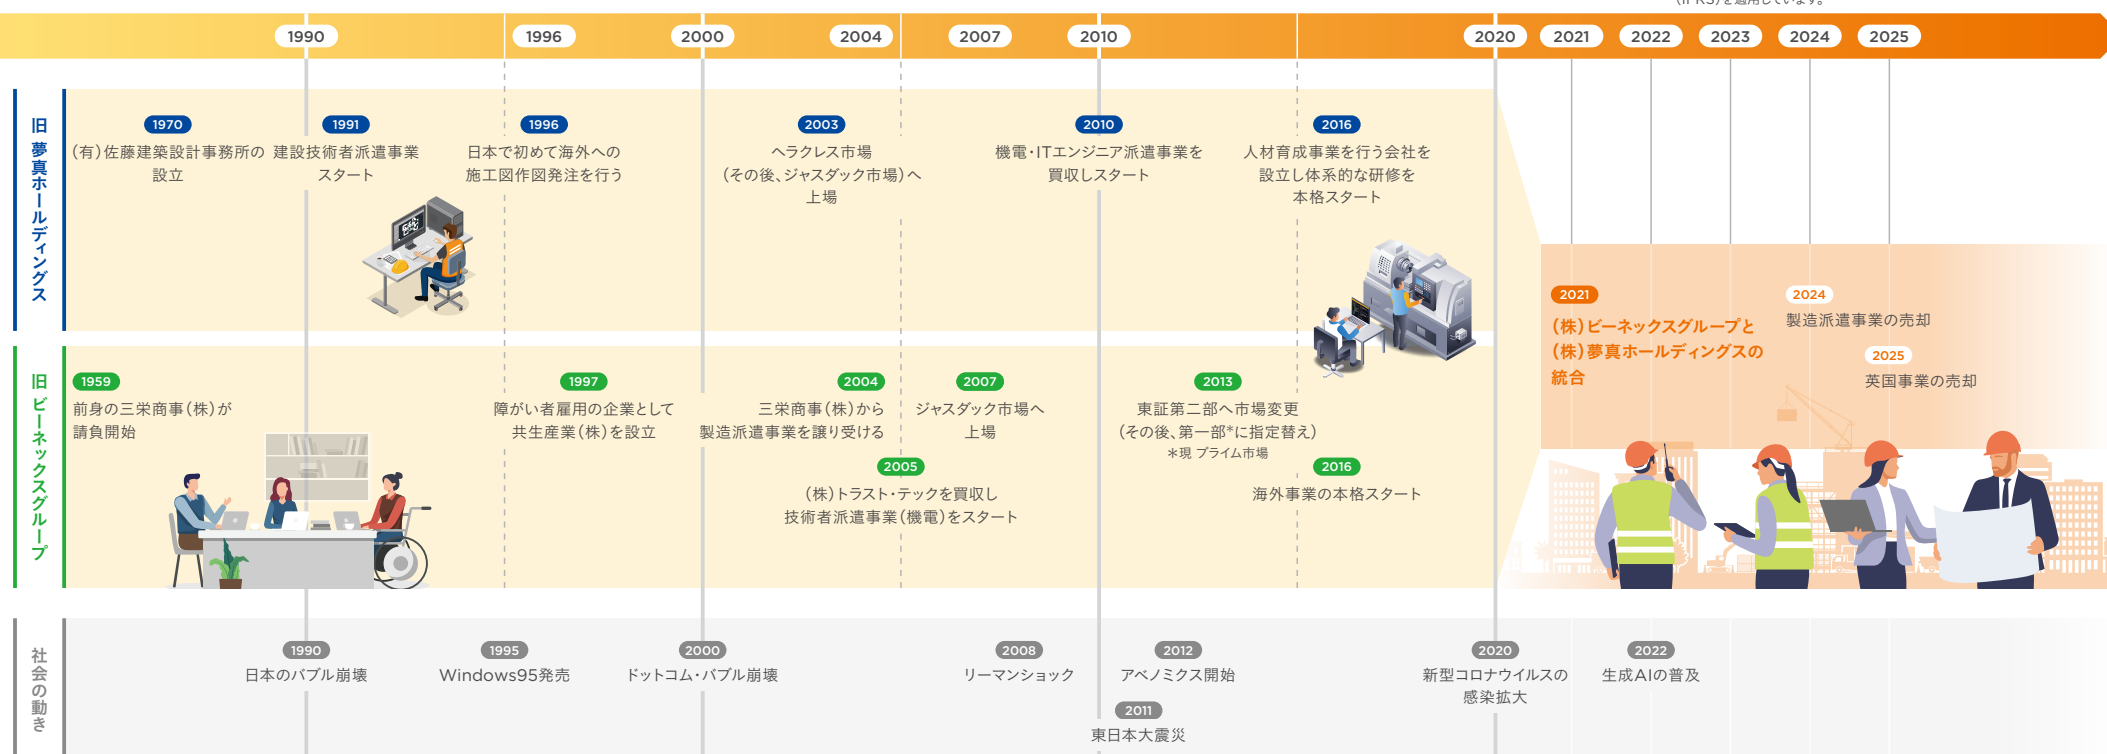 (IFRS)を適用しています。
1990
1996
2000
2004
2007
2010
2020
2021
2022
2023
2024
2025
旧 夢真ホールディングス
1970
(有)佐藤建築設計事務所の
設立
1991
建設技術者派遣事業
スタート
1996
日本で初めて海外への
施工図作図発注を行う
2003
ヘラクレス市場
(その後、ジャスダック市場)へ
上場
2010
機電・ITエンジニア派遣事業を
買収しスタート
2016
人材育成事業を行う会社を
設立し体系的な研修を
本格スタート
旧 ビーネックスグループ
1959
前身の三栄商事(株)が
請負開始
1997
障がい者雇用の企業として
共生産業(株)を設立
2004
三栄商事(株)から
製造派遣事業を譲り受ける
2005
(株)トラスト・テックを買収し
技術者派遣事業(機電)をスタート
2007
ジャスダック市場へ
上場
2013
東証第二部へ市場変更
(その後、第一部*に指定替え)
*現 プライム市場
2016
海外事業の本格スタート
2021
(株)ビーネックスグループと
(株)夢真ホールディングスの
統合
2024
製造派遣事業の売却
2025
英国事業の売却
社会の動き
1990
日本のバブル崩壊
1995
Windows95発売
2000
ドットコム・バブル崩壊
2008
リーマンショック
2012
アベノミクス開始
2011
東日本大震災
2020
新型コロナウイルスの
感染拡大
2022
生成AIの普及